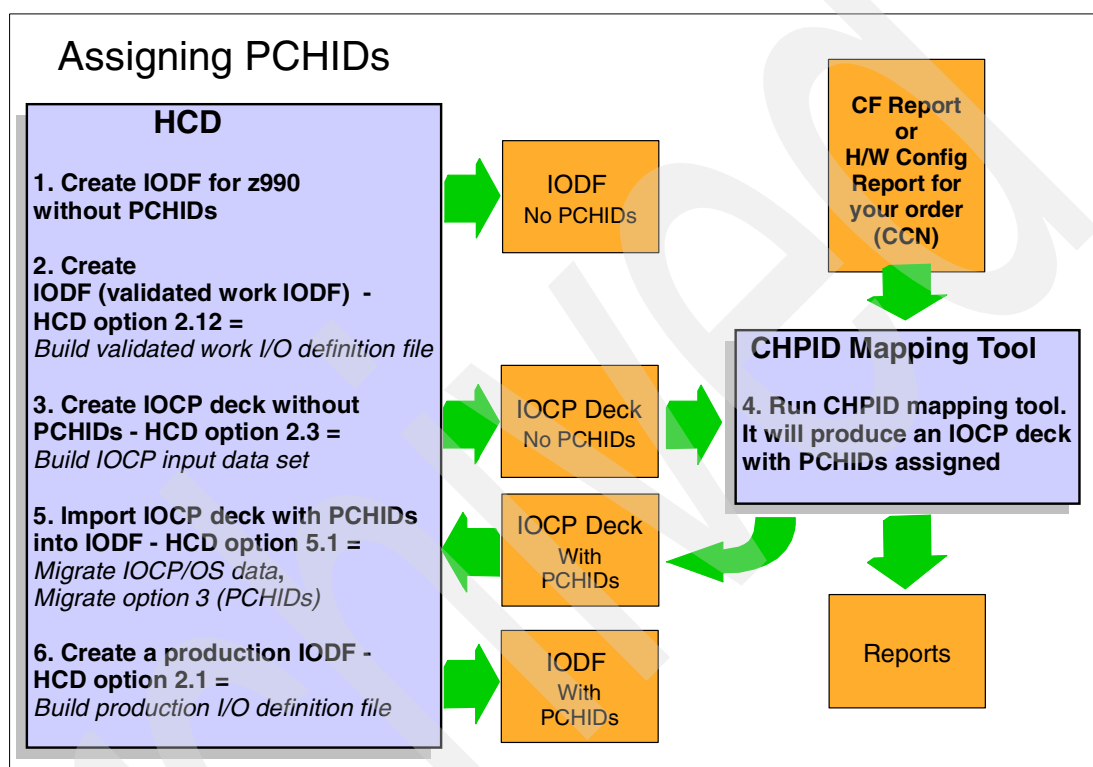 Assigning PCHIDs
HCD
1. Create IODF for z990
without PCHIDs
2. Create
IODF (validated work IODF) -
HCD option 2.12 =
Build validated work I/O definition file
3. Create IOCP deck without
PCHIDs - HCD option 2.3 =
Build IOCP input data set
5. Import IOCP deck with PCHIDs
into IODF - HCD option 5.1 =
Migrate IOCP/OS data,
Migrate option 3 (PCHIDs)
6. Create a production IODF -
HCD option 2.1 =
Build production I/O definition file
IODF
No PCHIDs
IOCP Deck
No PCHIDs
IOCP Deck
With
PCHIDs
IODF
With
PCHIDs
CF Report
or
H/W Config
Report for
your order
(CCN)
CHPID Mapping Tool
4. Run CHPID mapping tool.
It will produce an IOCP deck
with PCHIDs assigned
Reports